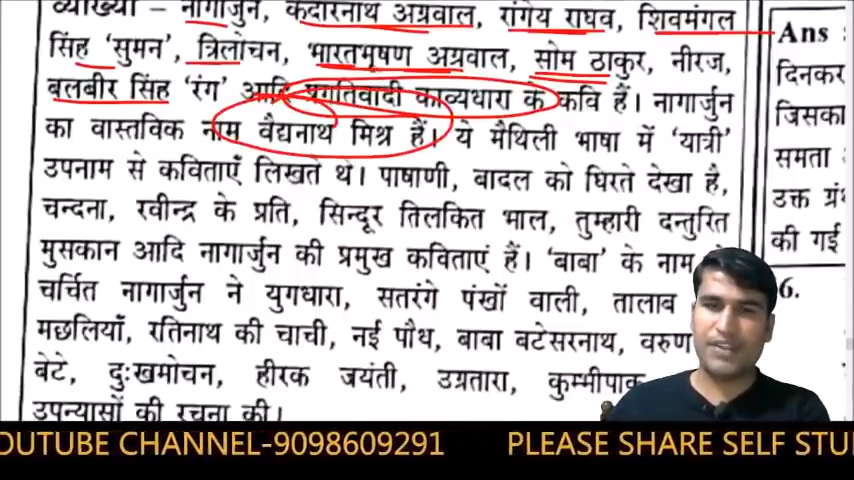 व्याख्या – नागार्जुन, केदारनाथ अग्रवाल, रांगेय राघव, शिवमंगल
सिंह 'सुमन', त्रिलोचन, भारतभूषण अग्रवाल, सोम ठाकुर, नीरज,
बलबीर सिंह 'रंग' आदि प्रगतिवादी काव्यधारा के कवि हैं। नागार्जुन
का वास्तविक नाम वैद्यनाथ मिश्र हैं। ये मैथिली भाषा में 'यात्री'
उपनाम से कविताएँ लिखते थे। पाषाणी, बादल को घिरते देखा है,
चन्दना, रवीन्द्र के प्रति, सिन्दूर तिलकित भाल, तुम्हारी दन्तुरित
मुसकान आदि नागार्जुन की प्रमुख कविताएं हैं। 'बाबा' के नाम
चर्चित नागार्जुन ने युगधारा, सतरंगे पंखों वाली, तालाब
मछलियाँ, रतिनाथ की चाची, नई पौध, बाबा बटेसरनाथ, वरुण
बेटे, दुःखमोचन, हीरक जयंती, उग्रतारा, कुम्भीपाक
उपन्यासों की रचना की।
Ans :
दिनकर
जिसका
समता
उक्त ग्रं
की गई
6.
OUTUBE CHANNEL-9098609291 PLEASE SHARE SELF STU